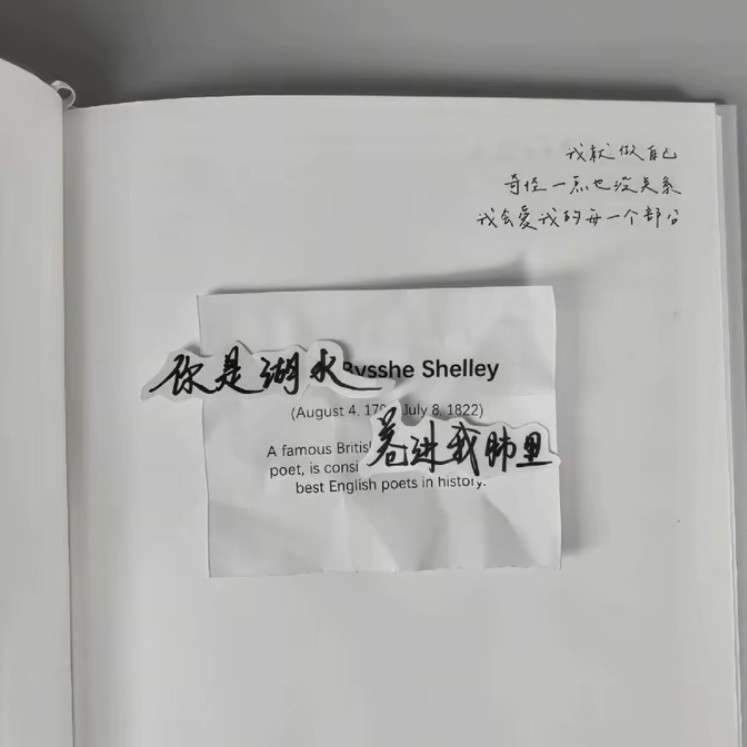 我就做自己
奇怪一点也没关系
我会爱我的每一个部分
你是湖水
Bysshe Shelley
(August 4, 17 July 8, 1822)
卷进我肺里
A famous Britis
poet, is consi
best English poets in history.